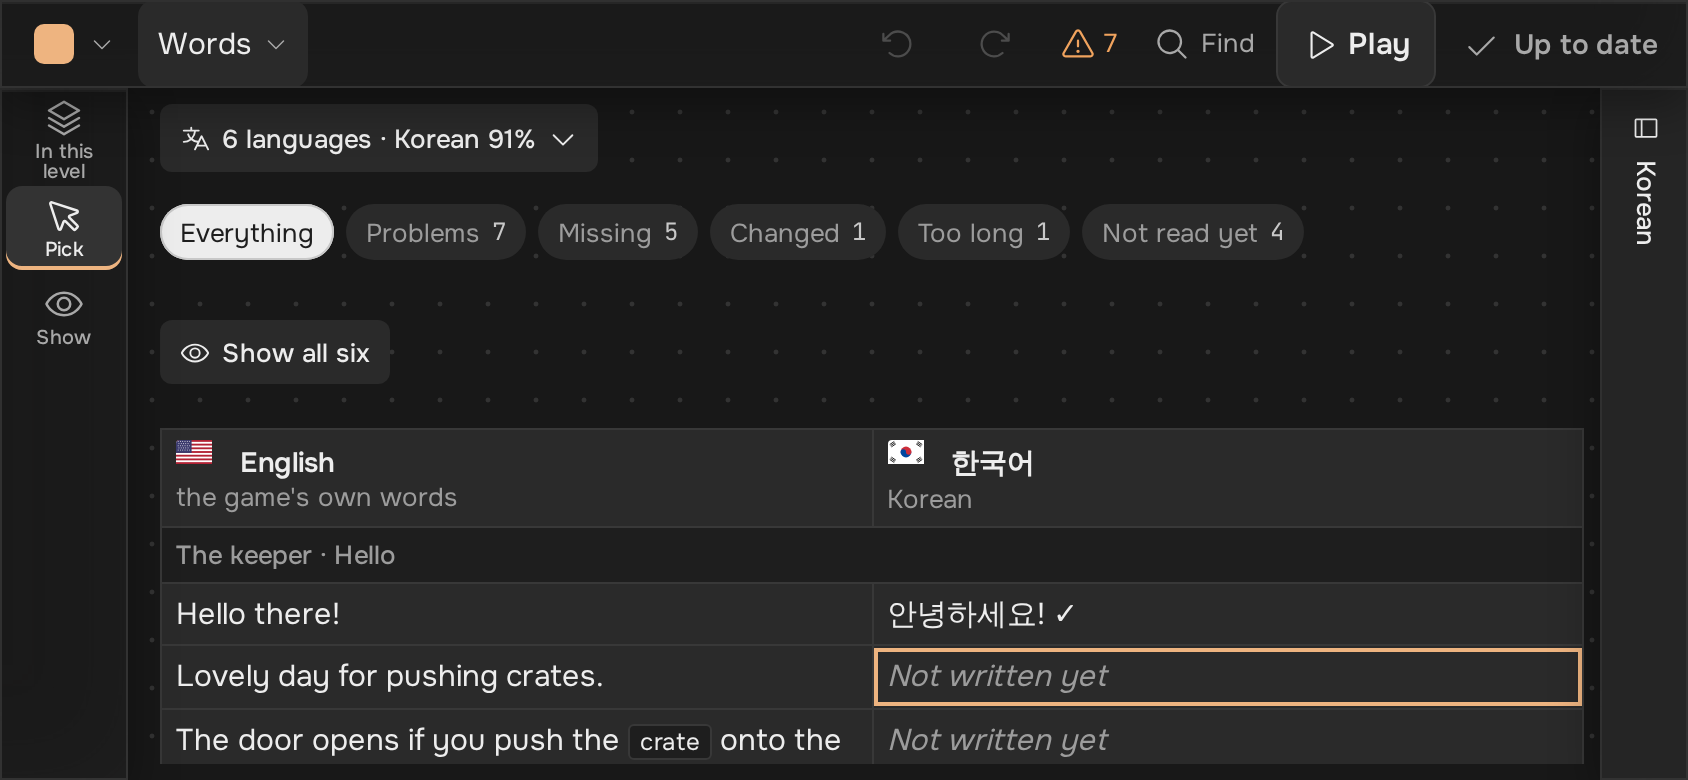 Words
7
Find
Play
Up to date
In this
level
Pick
Show
6 languages · Korean 91%
Everything
Problems 7
Missing 5
Changed 1
Too long 1
Not read yet 4
Show all six
English
the game's own words
한국어
Korean
The keeper · Hello
Hello there!
안녕하세요! ✓
Lovely day for pushing crates.
Not written yet
The door opens if you push the crate onto the
Not written yet
Korean